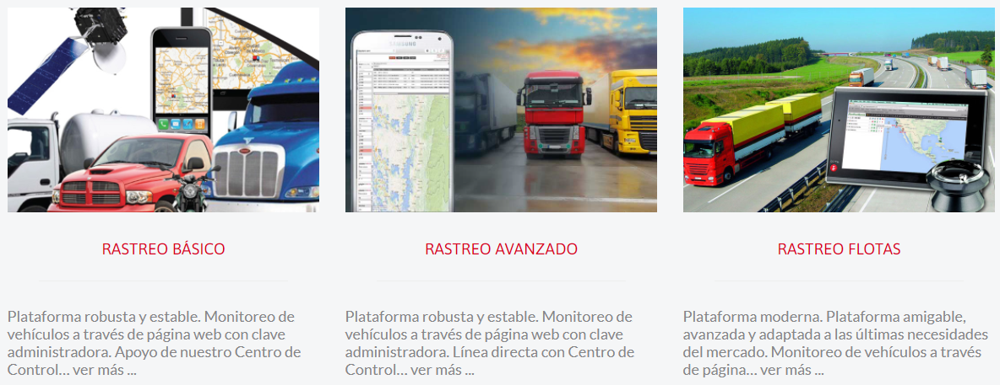 SAMSUNG
RASTREO BÁSICO
Plataforma robusta y estable. Monitoreo de
vehículos a través de página web con clave
administradora. Apoyo de nuestro Centro de
Control... ver más ...
RASTREO AVANZADO
Plataforma robusta y estable. Monitoreo de
vehículos a través de página web con clave
administradora. Línea directa con Centro de
Control... ver más ...
RASTREO FLOTAS
Plataforma moderna. Plataforma amigable,
avanzada y adaptada a las últimas necesidades
del mercado. Monitoreo de vehículos a través
de página... ver más ...